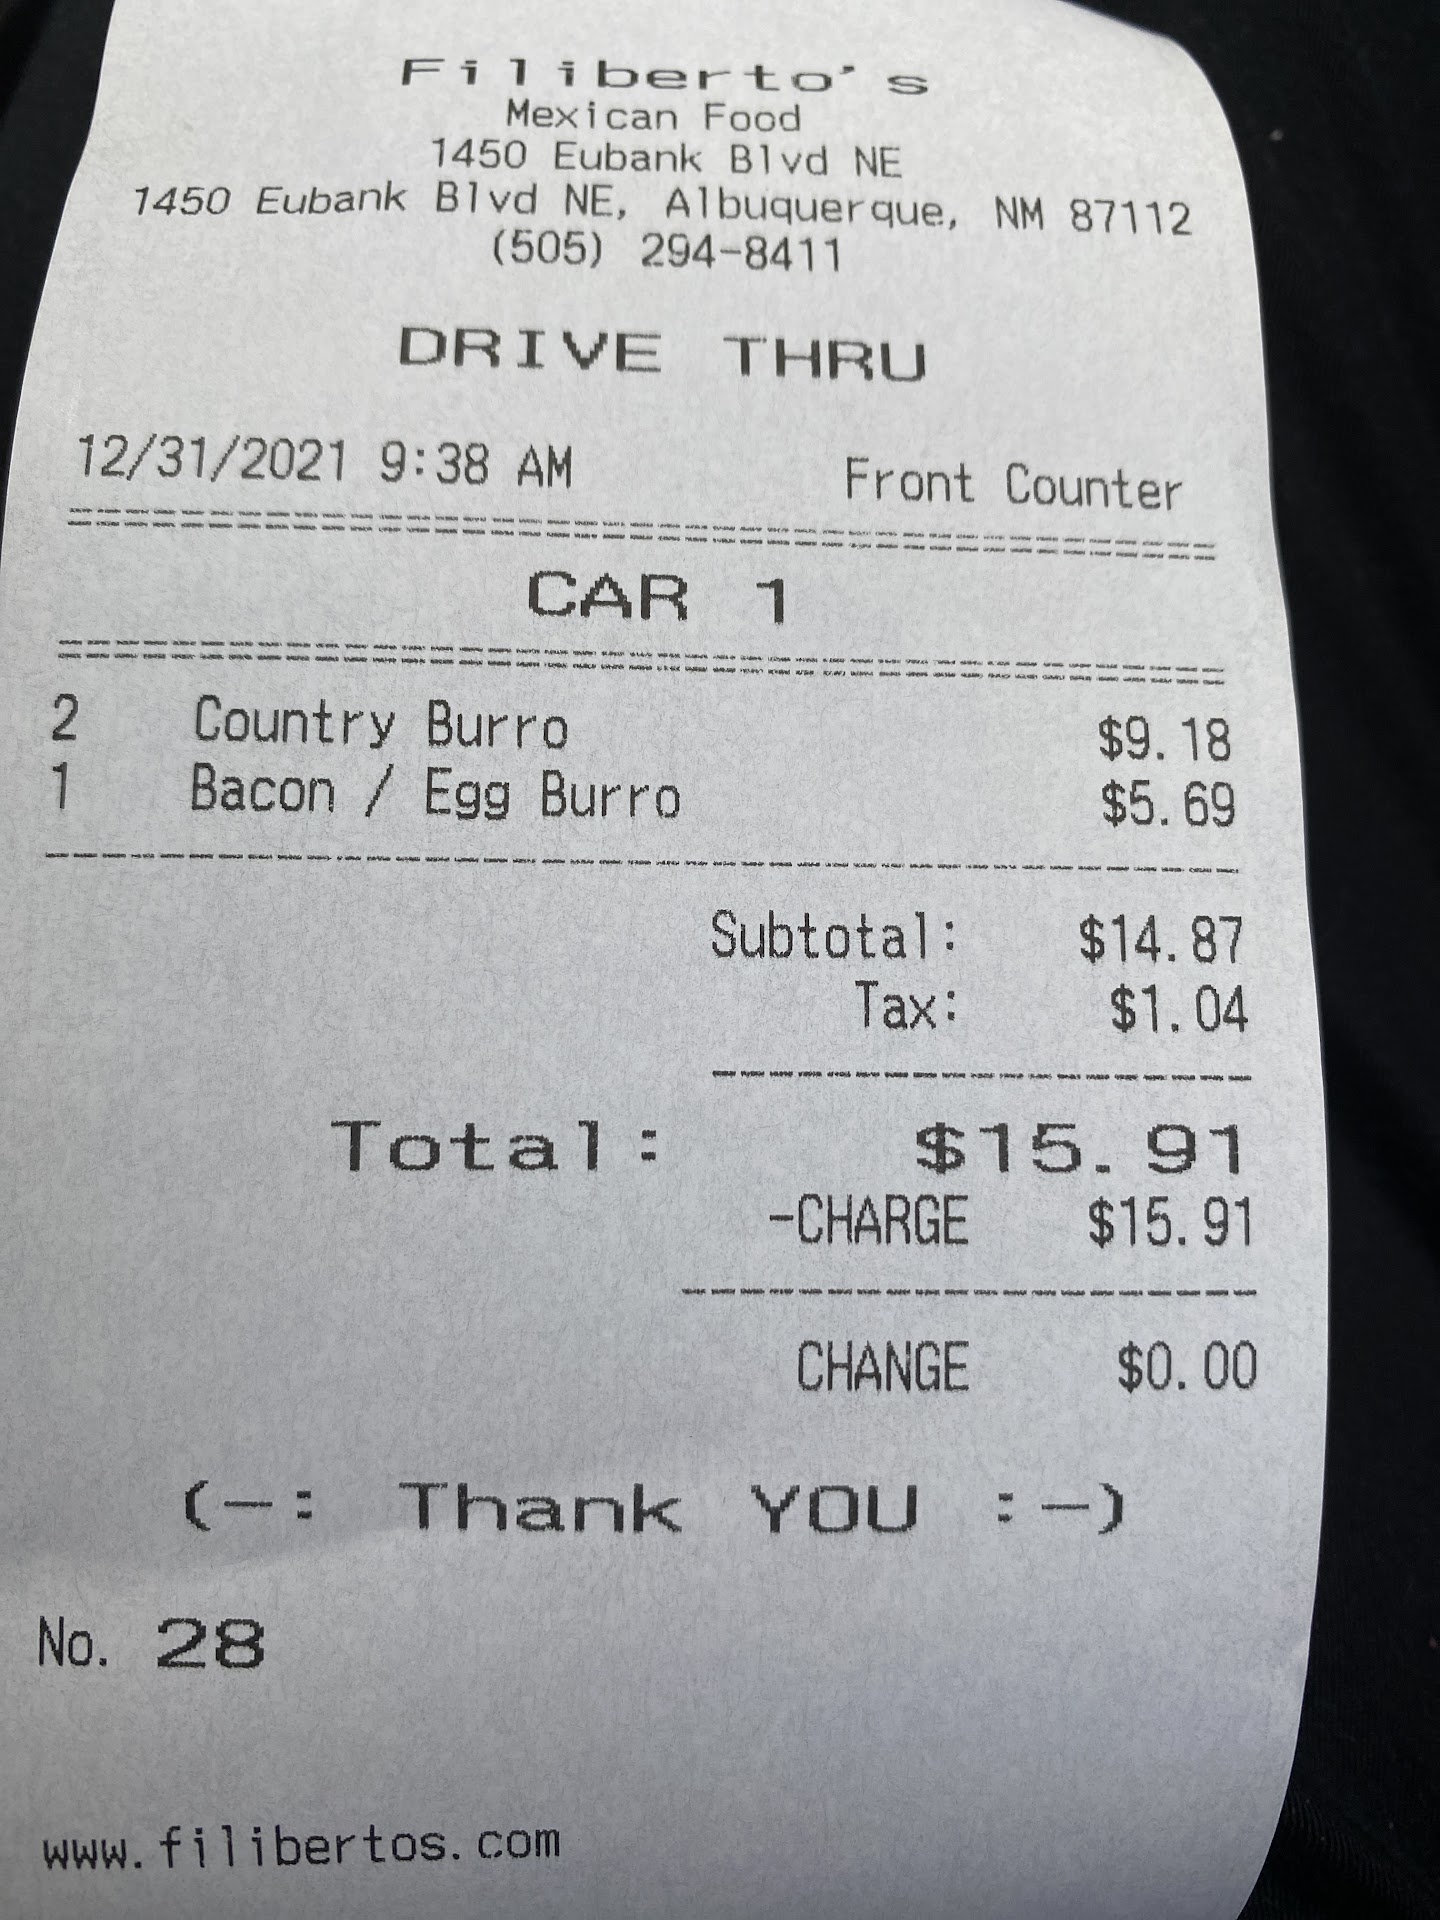 Filiberto's
Mexican Food
1450 Eubank Blvd NE
1450 Eubank Blvd NE, Albuquerque, NM 87112
(505) 294-8411
DRIVE THRU
12/31/2021 9:38 AM Front Counter
CAR 1
2 Country Burro $9.18
1 Bacon / Egg Burro $5.69
Subtotal: $14.87
Tax: $1.04
Total: $15.91
-CHARGE $15.91
CHANGE $0.00
(-: Thank YOU :-)
No. 28
www.filibertos.com